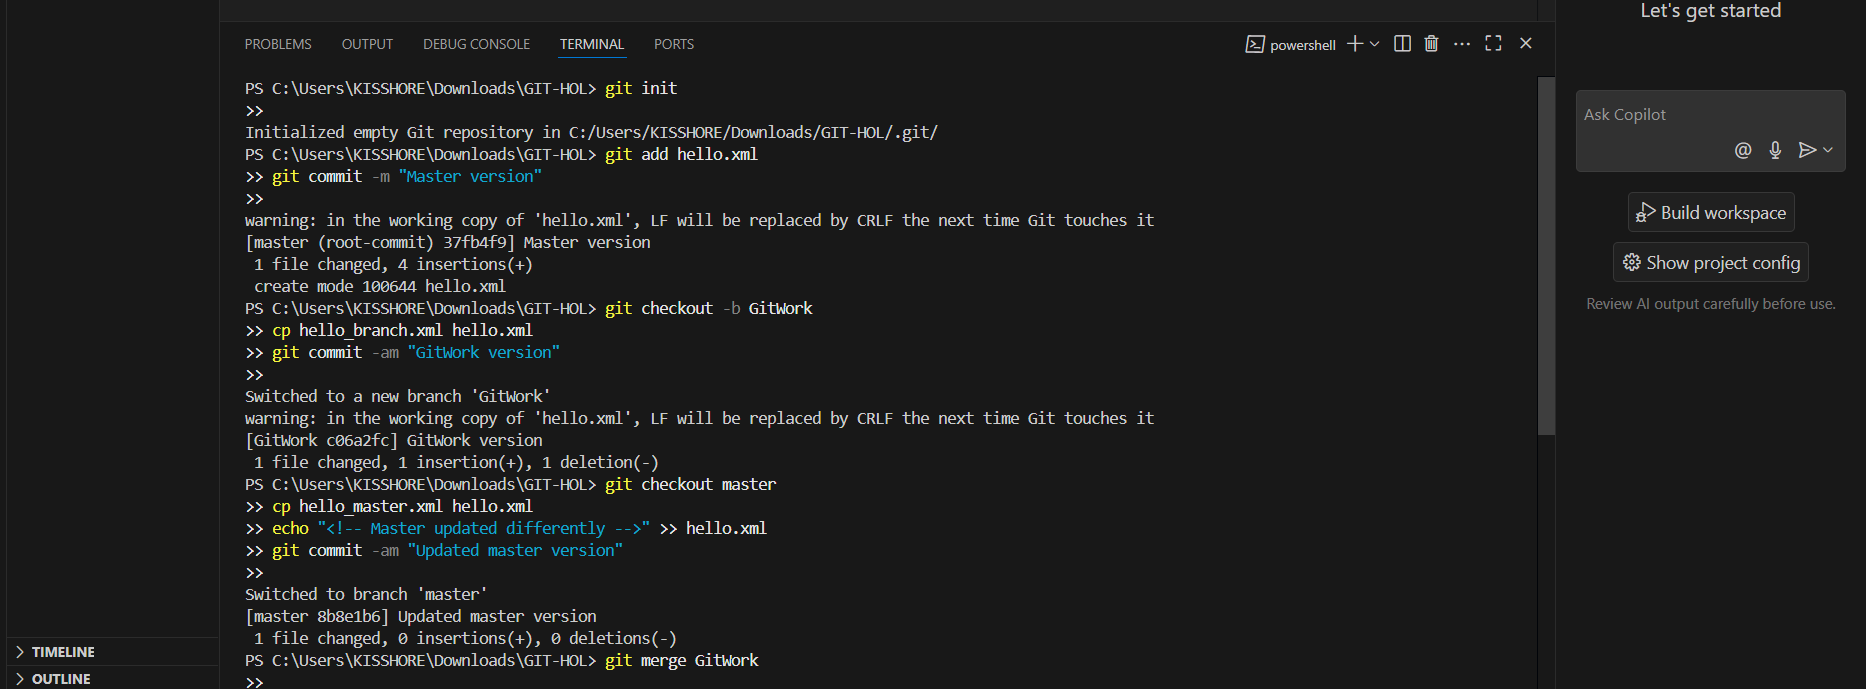 PROBLEMS OUTPUT DEBUG CONSOLE TERMINAL PORTS
powershell
PS C:\Users\KISSHORE\Downloads\GIT-HOL> git init
>>
Initialized empty Git repository in C:/Users/KISSHORE/Downloads/GIT-HOL/.git/
PS C:\Users\KISSHORE\Downloads\GIT-HOL> git add hello.xml
>> git commit -m "Master version"
>>
warning: in the working copy of 'hello.xml', LF will be replaced by CRLF the next time Git touches it
[master (root-commit) 37fb4f9] Master version
 1 file changed, 4 insertions(+)
 create mode 100644 hello.xml
PS C:\Users\KISSHORE\Downloads\GIT-HOL> git checkout -b GitWork
>> cp hello_branch.xml hello.xml
>> git commit -am "GitWork version"
>>
Switched to a new branch 'GitWork'
warning: in the working copy of 'hello.xml', LF will be replaced by CRLF the next time Git touches it
[GitWork c06a2fc] GitWork version
 1 file changed, 1 insertion(+), 1 deletion(-)
PS C:\Users\KISSHORE\Downloads\GIT-HOL> git checkout master
>> cp hello_master.xml hello.xml
>> echo "<!-- Master updated differently -->" >> hello.xml
>> git commit -am "Updated master version"
>>
Switched to branch 'master'
[master 8b8e1b6] Updated master version
 1 file changed, 0 insertions(+), 0 deletions(-)
PS C:\Users\KISSHORE\Downloads\GIT-HOL> git merge GitWork
>>
TIMELINE
OUTLINE
Let's get started
Ask Copilot
Build workspace
Show project config
Review AI output carefully before use.